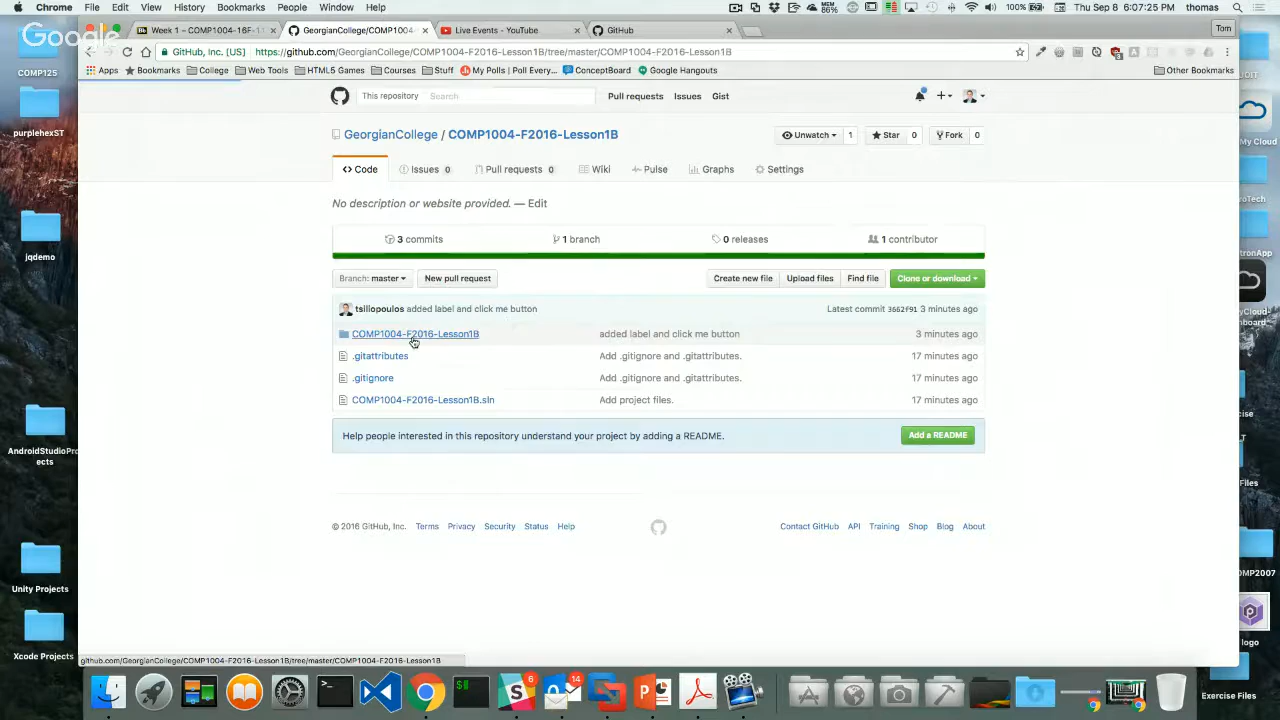 Chrome File Edit View History Bookmarks People Window Help
MEM 86% 100% Thu Sep 8 6:07:25 PM thomas
Google
Week 1 – COMP1004-16F-11
GeorgianCollege/COMP1004-
Live Events - YouTube
GitHub
Tom
GitHub, Inc. [US] https://github.com/GeorgianCollege/COMP1004-F2016-Lesson1B/tree/master/COMP1004-F2016-Lesson1B
Apps Bookmarks College Web Tools HTML5 Games Courses Stuff My Polls | Poll Every... ConceptBoard Google Hangouts Other Bookmarks
This repository Search Pull requests Issues Gist
GeorgianCollege / COMP1004-F2016-Lesson1B
Unwatch 1 Star 0 Fork 0
Code Issues 0 Pull requests 0 Wiki Pulse Graphs Settings
No description or website provided. — Edit
3 commits 1 branch 0 releases 1 contributor
Branch: master New pull request Create new file Upload files Find file Clone or download
tsiliopoulos added label and click me button Latest commit 3662f91 3 minutes ago
COMP1004-F2016-Lesson1B added label and click me button 3 minutes ago
.gitattributes Add .gitignore and .gitattributes. 17 minutes ago
.gitignore Add .gitignore and .gitattributes. 17 minutes ago
COMP1004-F2016-Lesson1B.sln Add project files. 17 minutes ago
Help people interested in this repository understand your project by adding a README. Add a README
© 2016 GitHub, Inc. Terms Privacy Security Status Help
Contact GitHub API Training Shop Blog About
github.com/GeorgianCollege/COMP1004-F2016-Lesson1B/tree/master/COMP1004-F2016-Lesson1B
COMP125
purplehexST
jqdemo
AndroidStudioProjects
Unity Projects
Xcode Projects
My Cloud
COMP2007
logo
Exercise Files
6
14